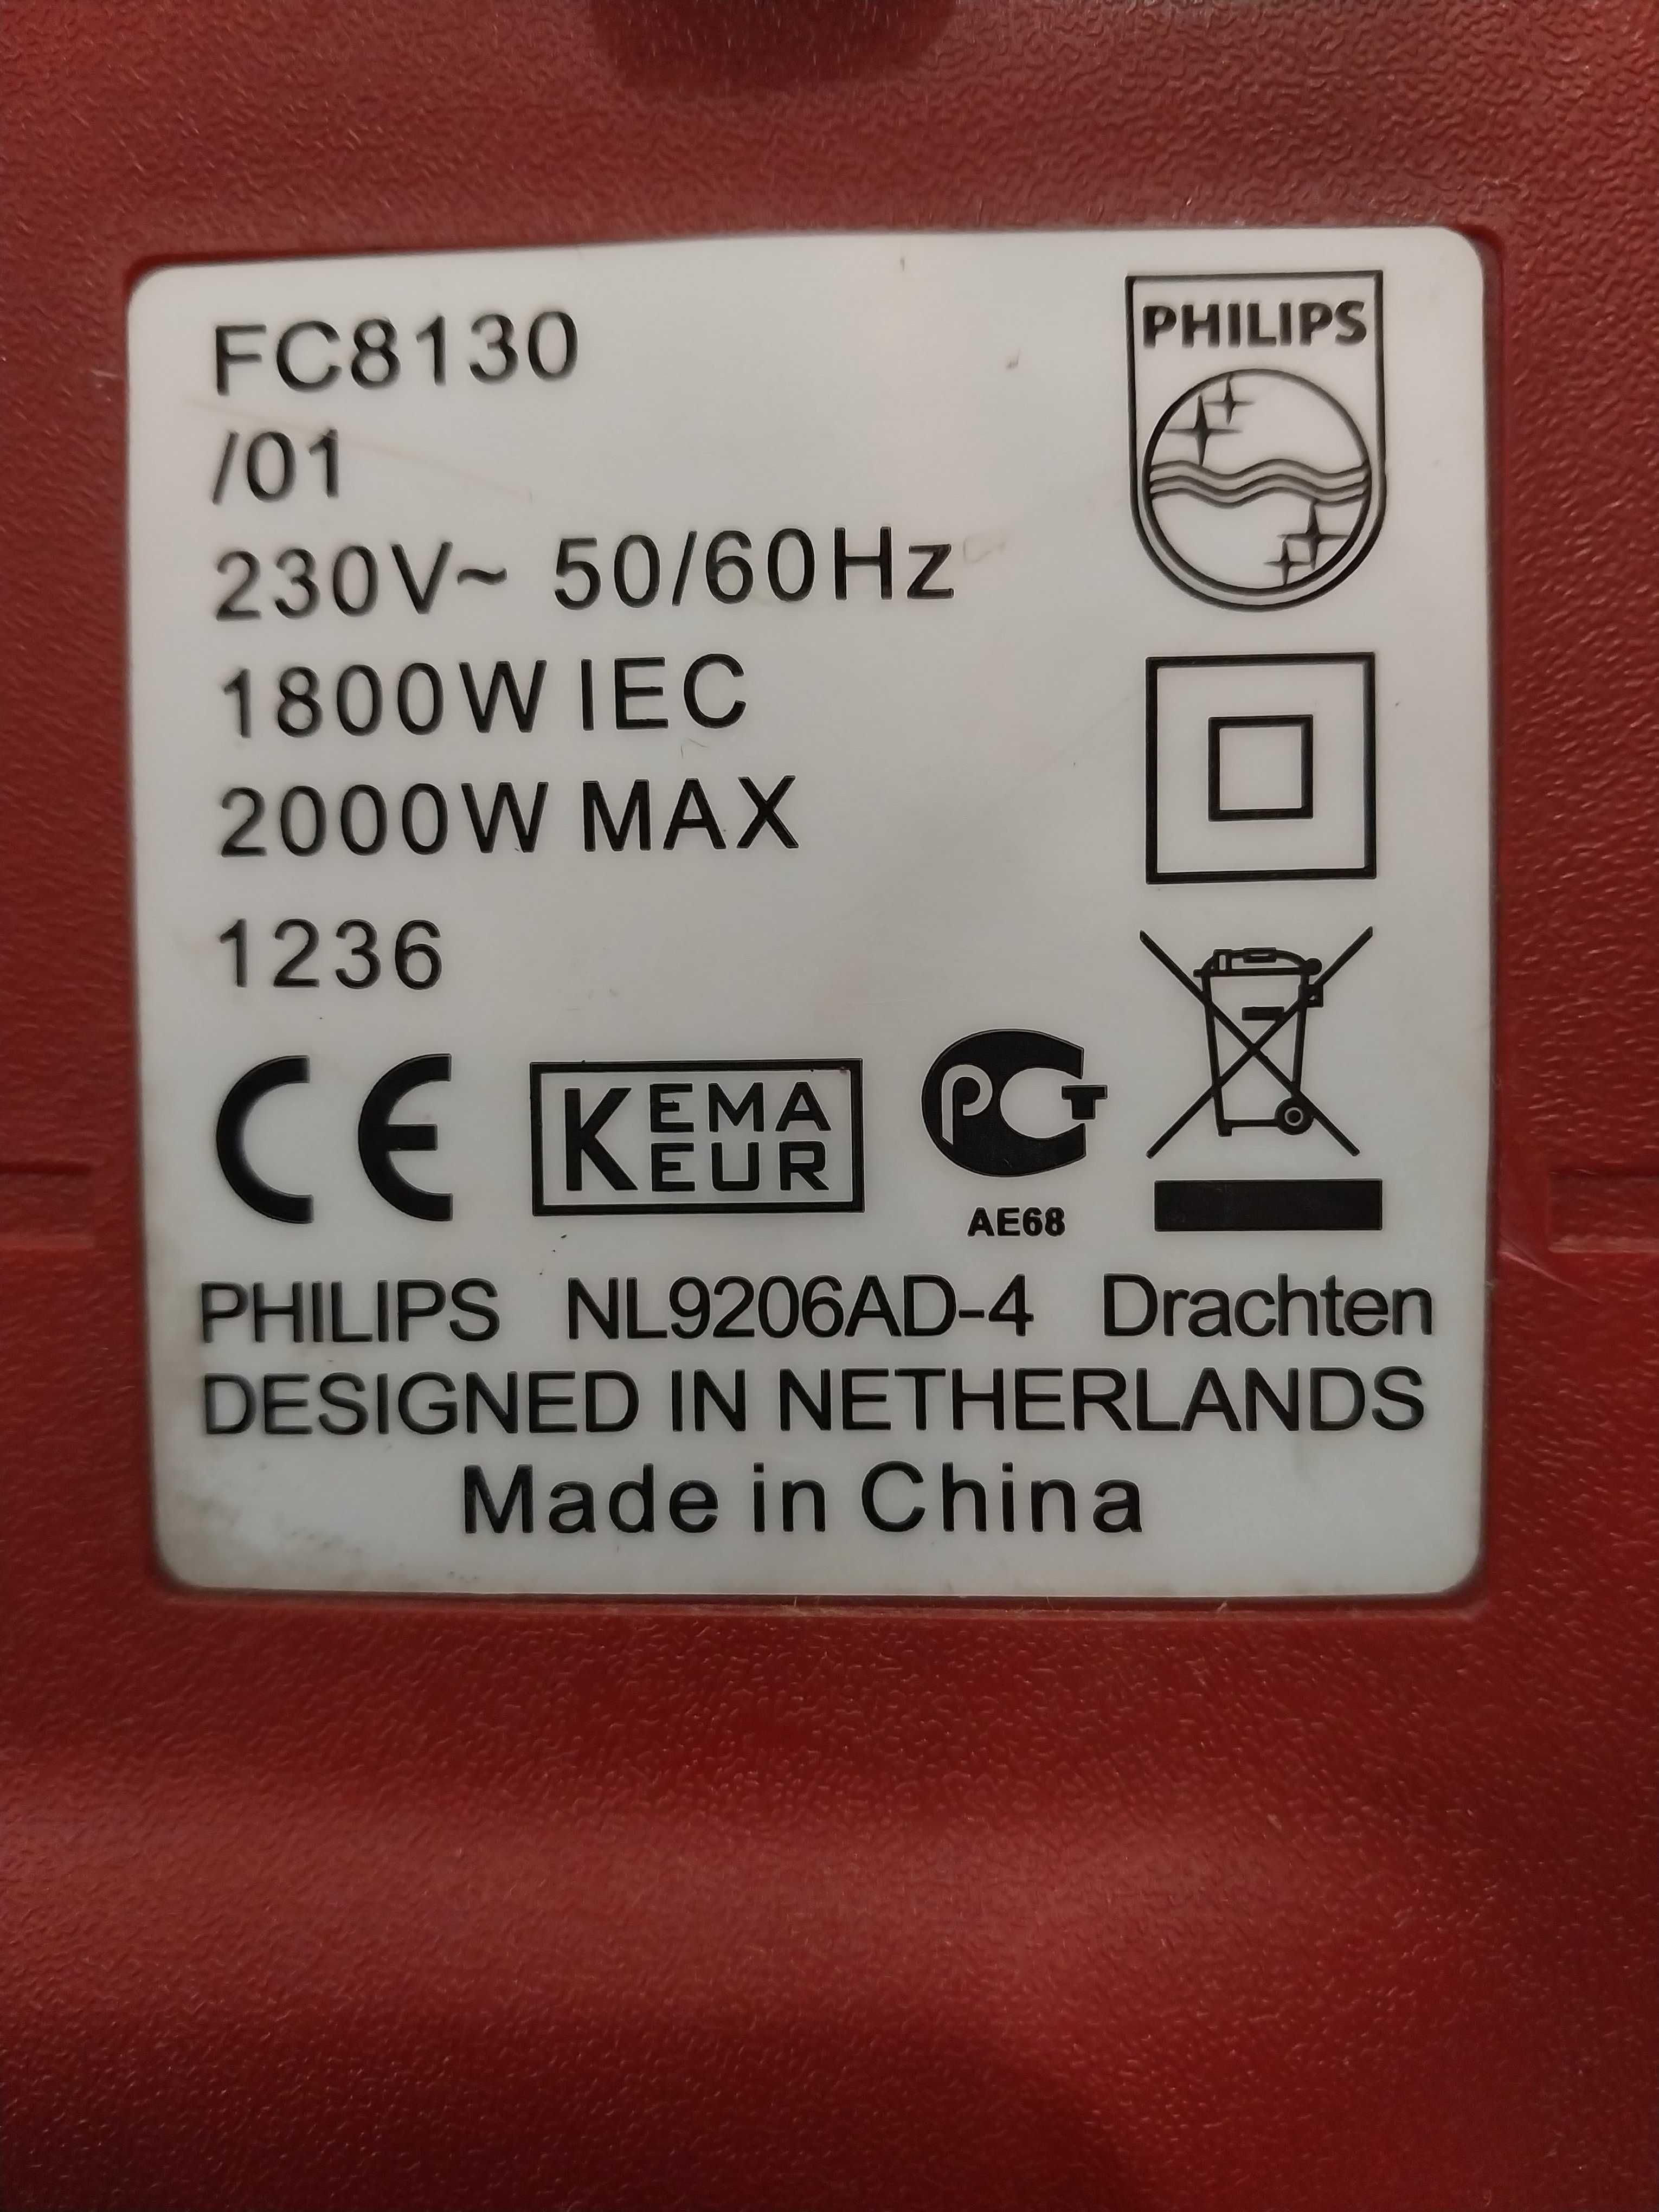 FC8130
PHILIPS
/01
230V~ 50/60Hz
1800W IEC
2000W MAX
1236
CE
KEMA
KEUR
PCT
AE68
PHILIPS NL9206AD-4 Drachten
DESIGNED IN NETHERLANDS
Made in China